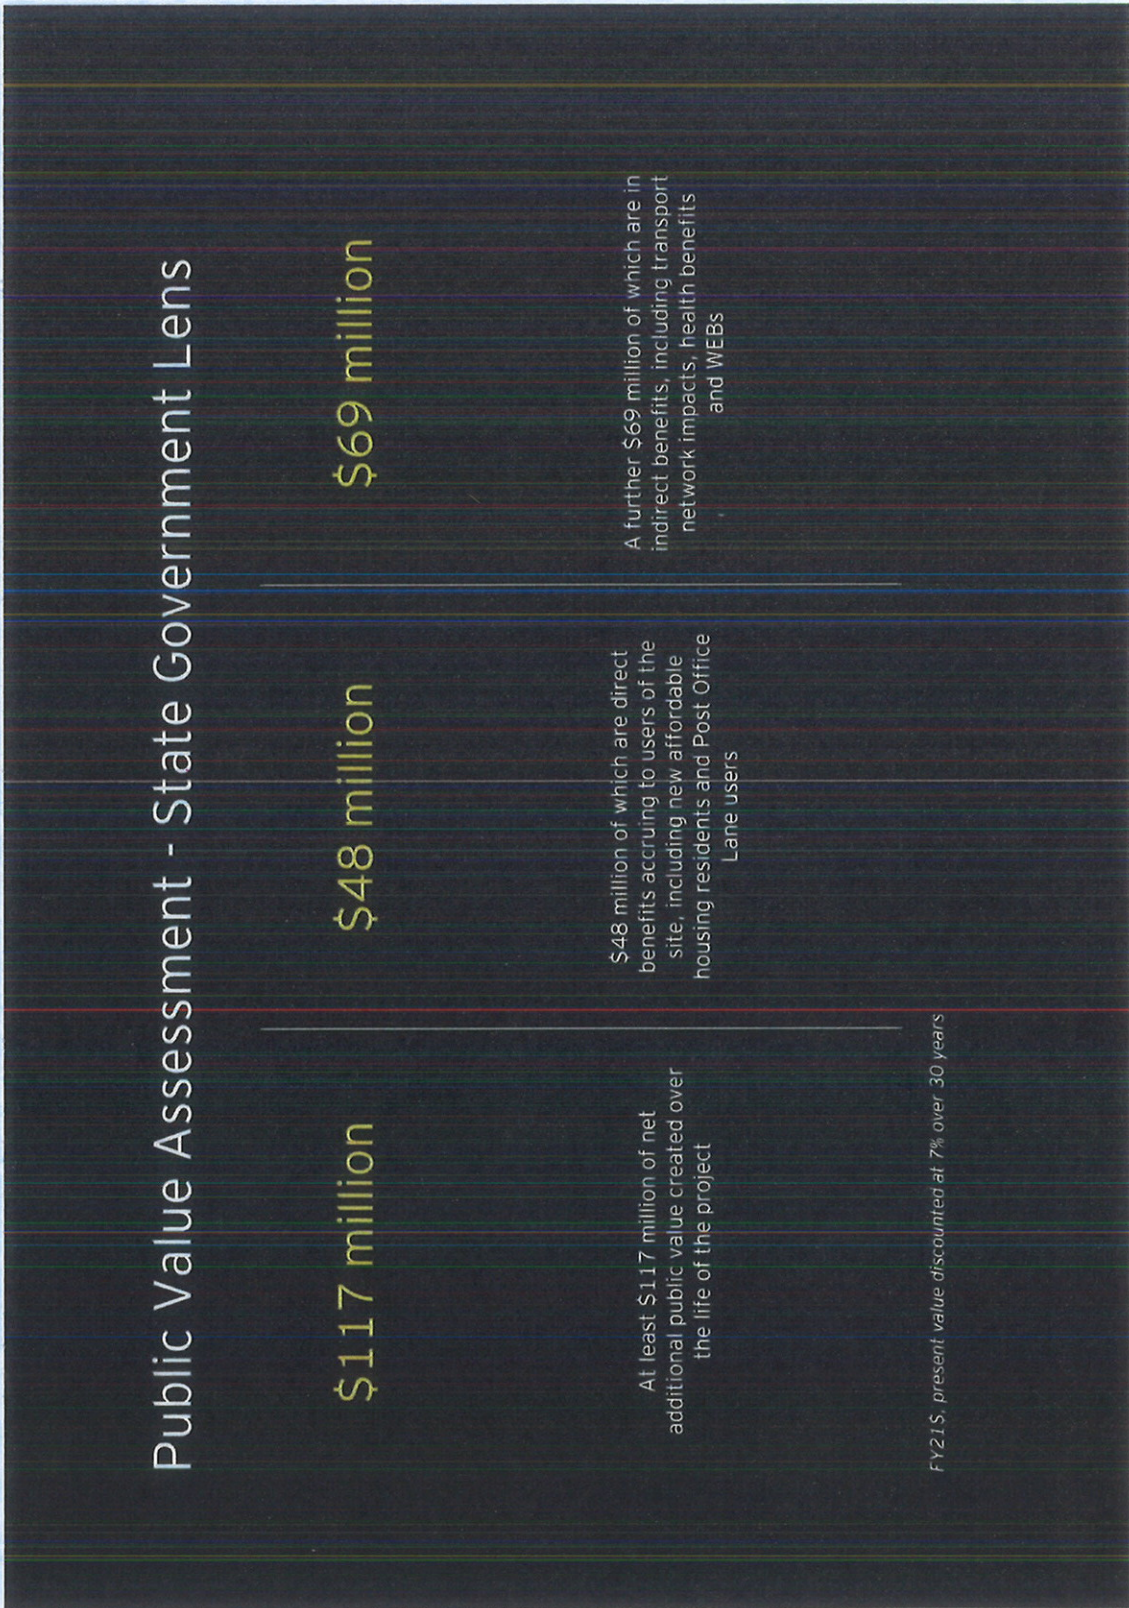 Public Value Assessment - State Government Lens
$117 million
At least $117 million of net
additional public value created over
the life of the project
$48 million
$48 million of which are direct
benefits accruing to users of the
site, including new affordable
housing residents and Post Office
Lane users
$69 million
A further $69 million of which are in
indirect benefits, including transport
network impacts, health benefits
and WEBs
FY21$, present value discounted at 7% over 30 years